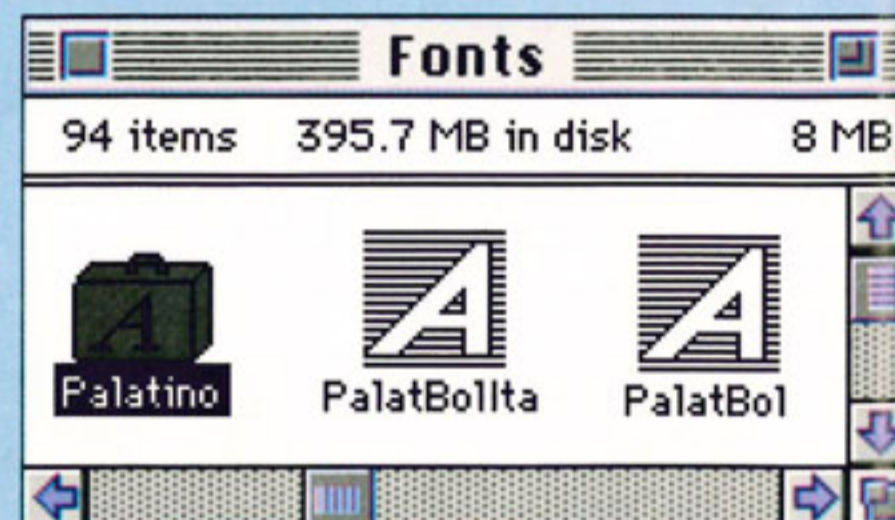 Fonts
94 items 395.7 MB in disk 8 MB
A A A
Palatino PalatBolIta PalatBol